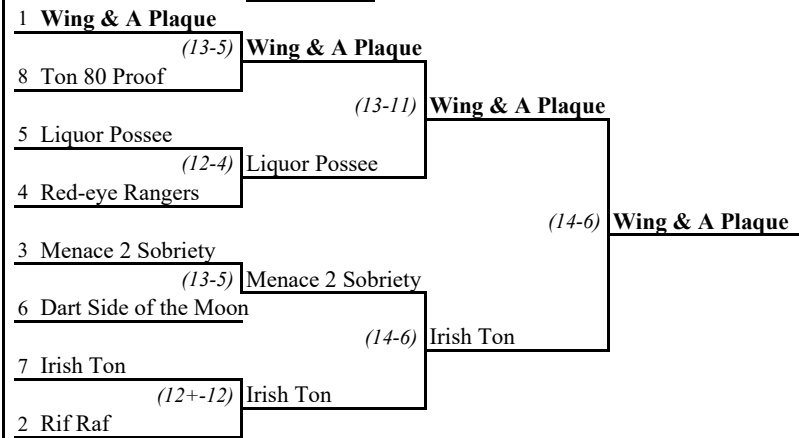 1 Wing & A Plaque
(13-5) Wing & A Plaque
8 Ton 80 Proof
(13-11) Wing & A Plaque
5 Liquor Possee
(12-4) Liquor Possee
4 Red-eye Rangers
(14-6) Wing & A Plaque
3 Menace 2 Sobriety
(13-5) Menace 2 Sobriety
6 Dart Side of the Moon
(14-6) Irish Ton
7 Irish Ton
(12+-12) Irish Ton
2 Rif Raf